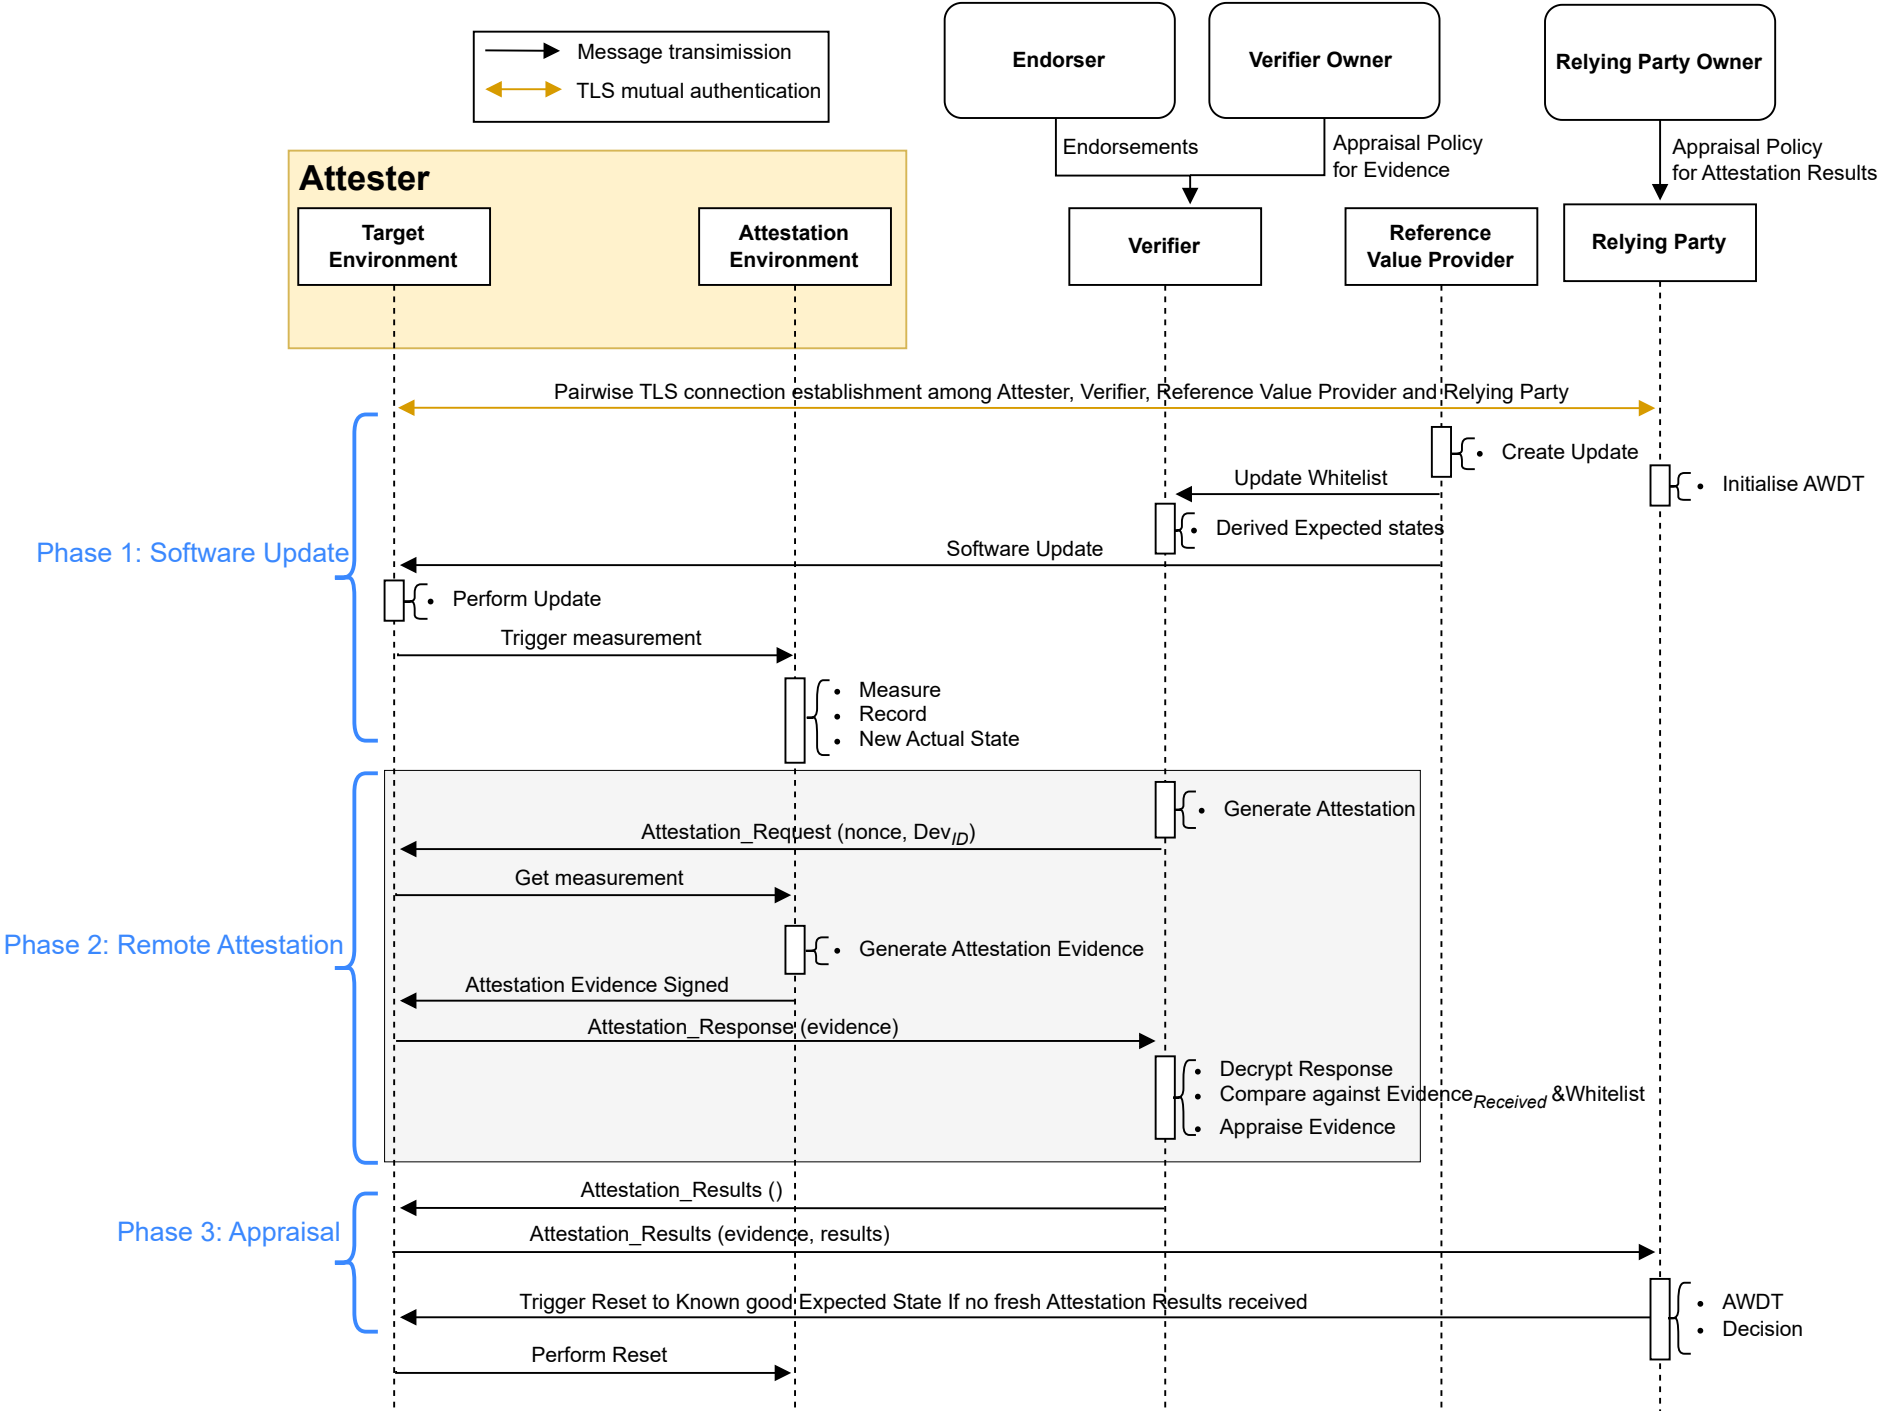 Message transimission
TLS mutual authentication
Endorser
Verifier Owner
Relying Party Owner
Endorsements
Appraisal Policy
for Evidence
Appraisal Policy
for Attestation Results
Attester
Target
Environment
Attestation
Environment
Verifier
Reference
Value Provider
Relying Party
Pairwise TLS connection establishment among Attester, Verifier, Reference Value Provider and Relying Party
Phase 1: Software Update
• Create Update
• Initialise AWDT
Update Whitelist
• Derived Expected states
Software Update
• Perform Update
Trigger measurement
• Measure
• Record
• New Actual State
Phase 2: Remote Attestation
• Generate Attestation
Attestation_Request (nonce, Dev_ID)
Get measurement
• Generate Attestation Evidence
Attestation Evidence Signed
Attestation_Response (evidence)
• Decrypt Response
• Compare against Evidence_Received &Whitelist
• Appraise Evidence
Phase 3: Appraisal
Attestation_Results ()
Attestation_Results (evidence, results)
Trigger Reset to Known good Expected State If no fresh Attestation Results received
• AWDT
• Decision
Perform Reset